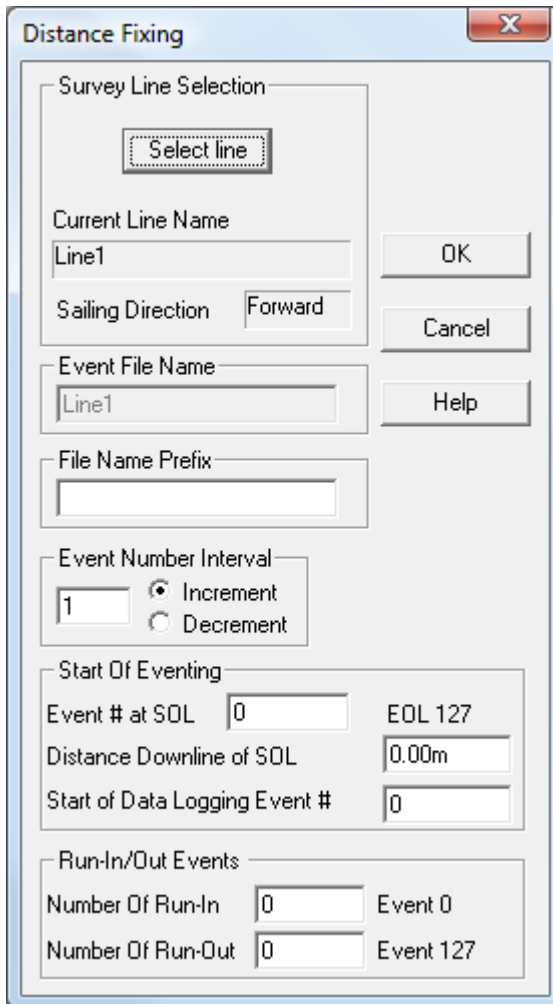 Distance Fixing
Survey Line Selection
Select line
Current Line Name
Line1
Sailing Direction Forward
OK
Cancel
Event File Name
Line1
Help
File Name Prefix
Event Number Interval
1 Increment
Decrement
Start Of Eventing
Event # at SOL 0 EOL 127
Distance Downline of SOL 0.00m
Start of Data Logging Event # 0
Run-In/Out Events
Number Of Run-In 0 Event 0
Number Of Run-Out 0 Event 127